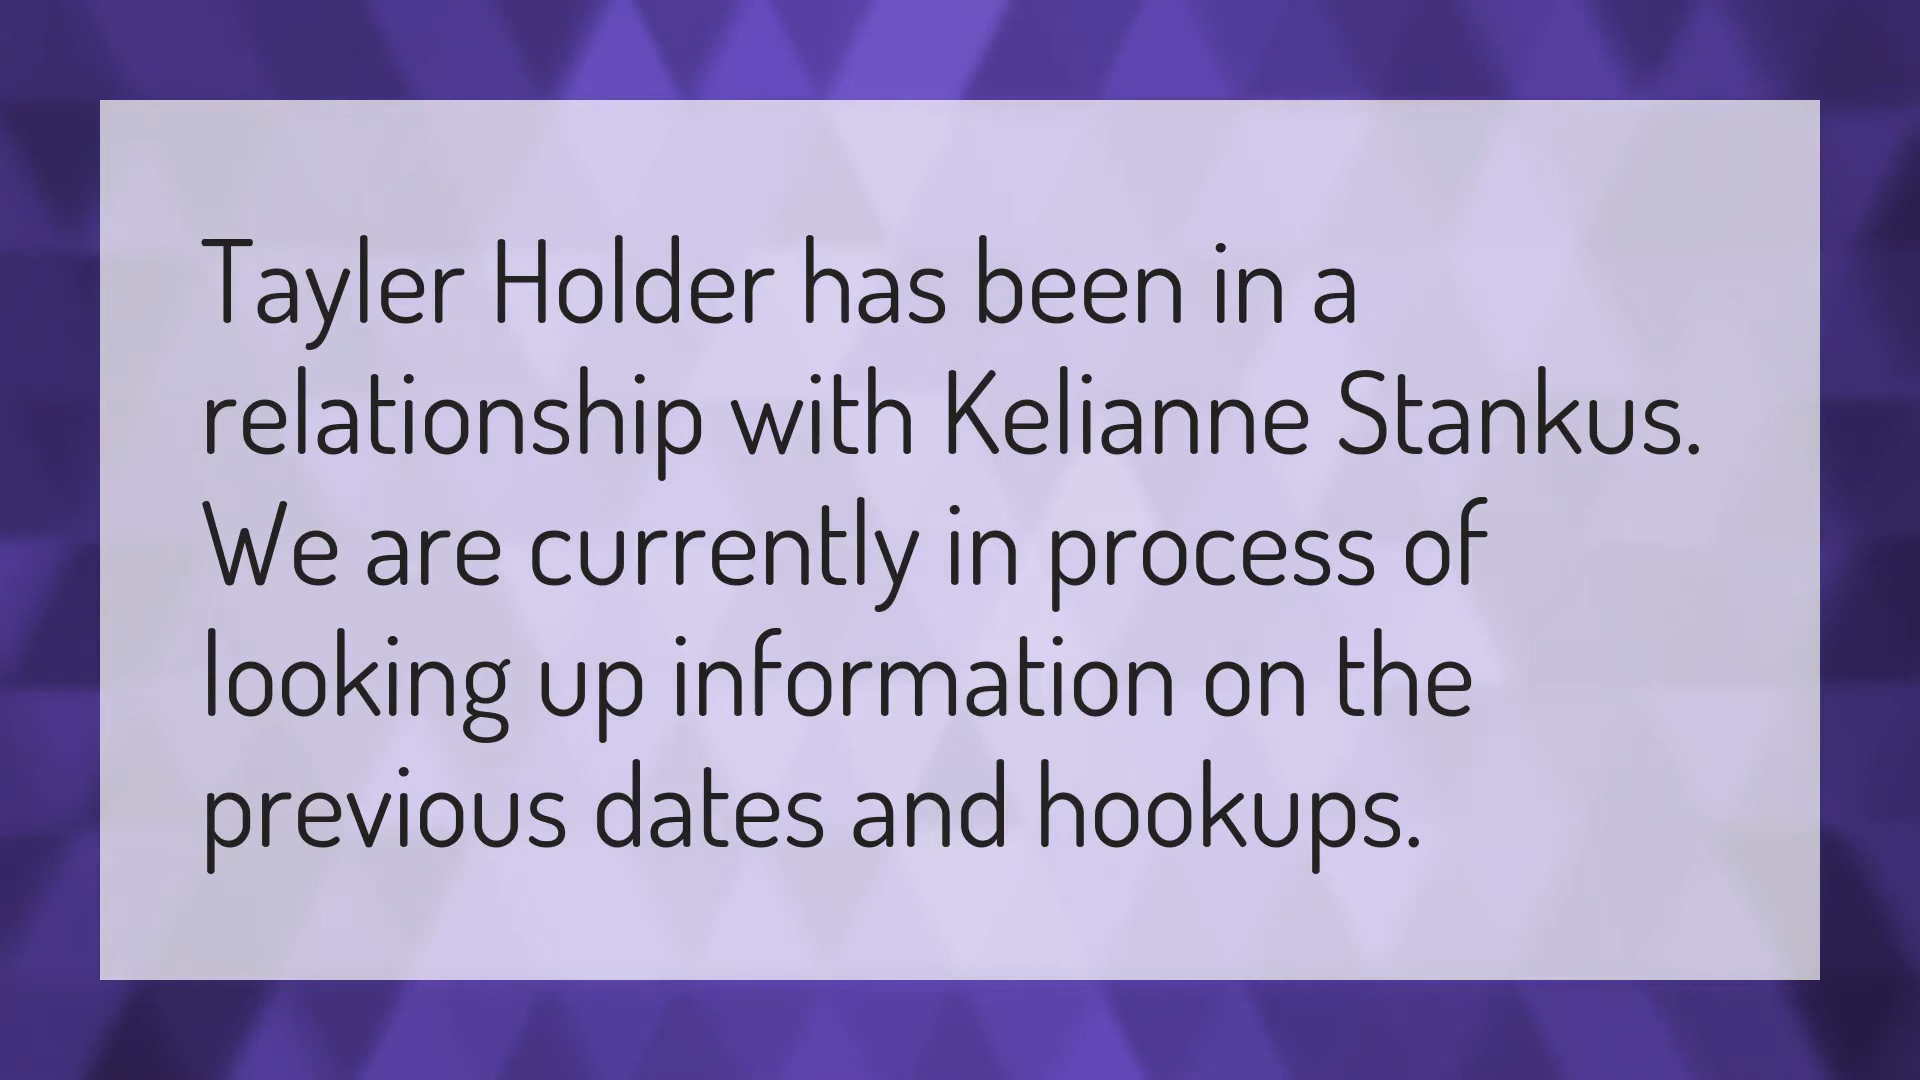 Tayler Holder has been in a
relationship with Kelianne Stankus.
We are currently in process of
looking up information on the
previous dates and hookups.